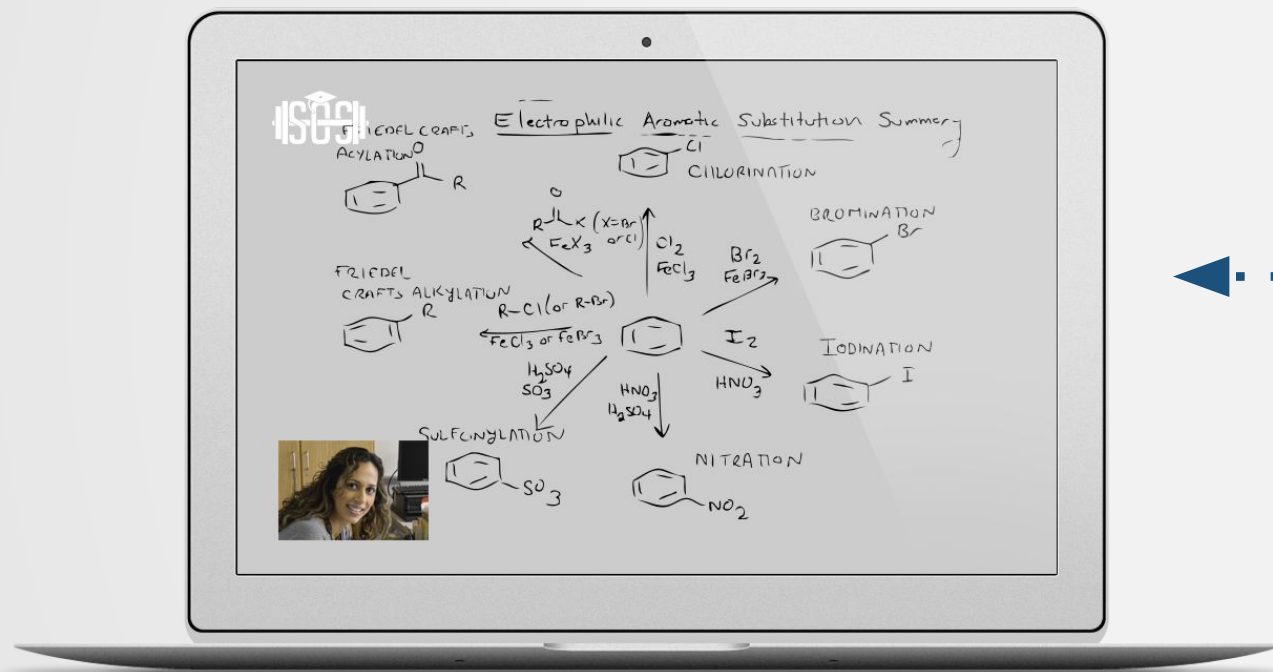 SOS
Electrophilic Aromatic Substitution Summary
FRIEDEL CRAFTS
ACYLATION
O
R
Cl
CHLORINATION
O
R X (X=Br
or Cl)
FeX3
Cl2
FeCl3
Br2
FeBr3
BROMINATION
Br
FRIEDEL
CRAFTS ALKYLATION
R
R-Cl (or R-Br)
FeCl3 or FeBr3
I2
HNO3
IODINATION
I
H2SO4
SO3
HNO3
H2SO4
SULFONYLATION
SO3
NITRATION
NO2